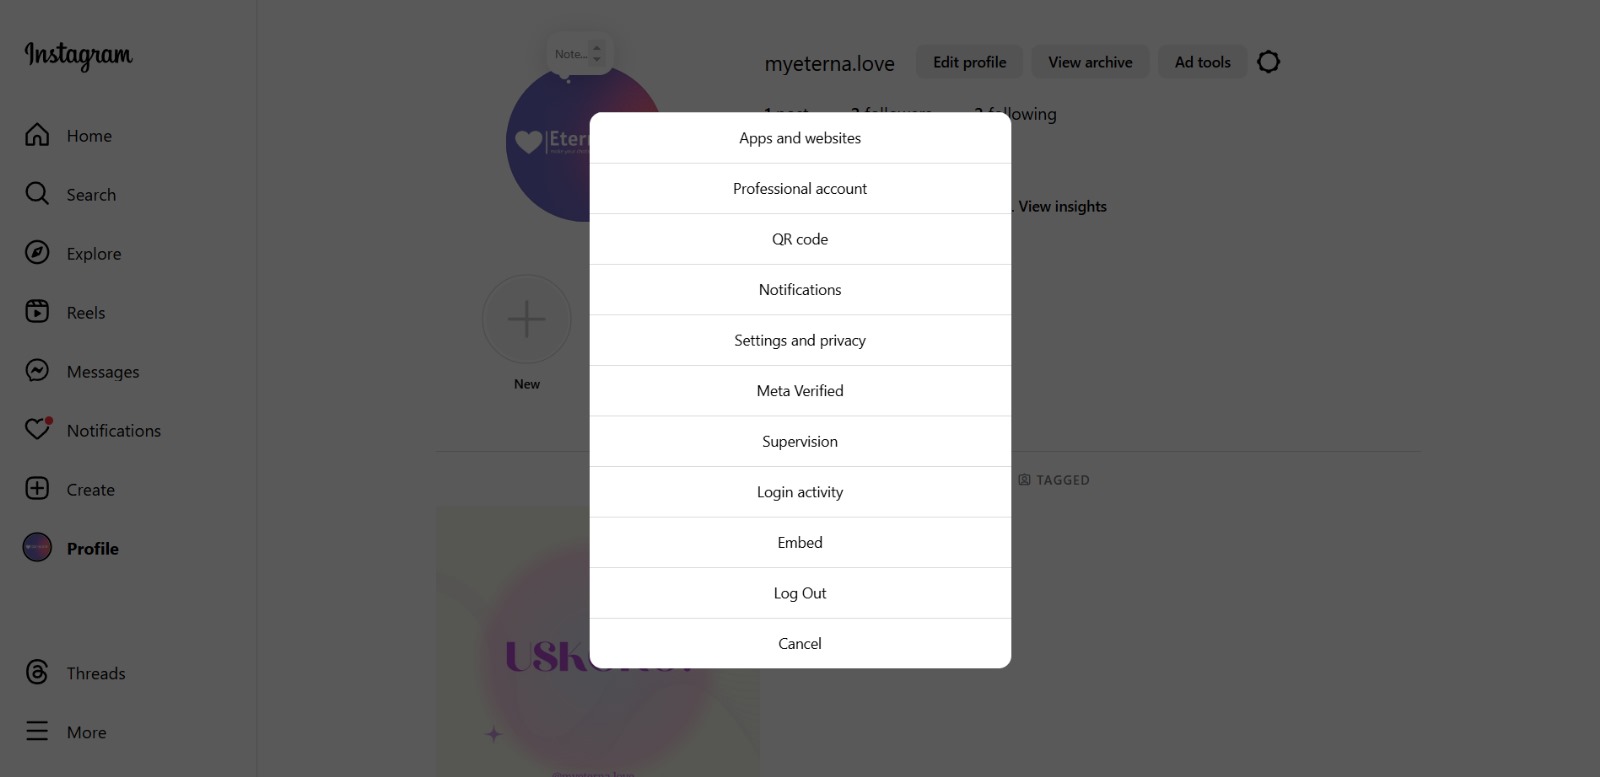 Instagram
Home
Search
Explore
Reels
Messages
Notifications
Create
Profile
Threads
More
Note...
myeterna.love
Edit profile
View archive
Ad tools
1 post
following
View insights
New
TAGGED
Apps and websites
Professional account
QR code
Notifications
Settings and privacy
Meta Verified
Supervision
Login activity
Embed
Log Out
Cancel